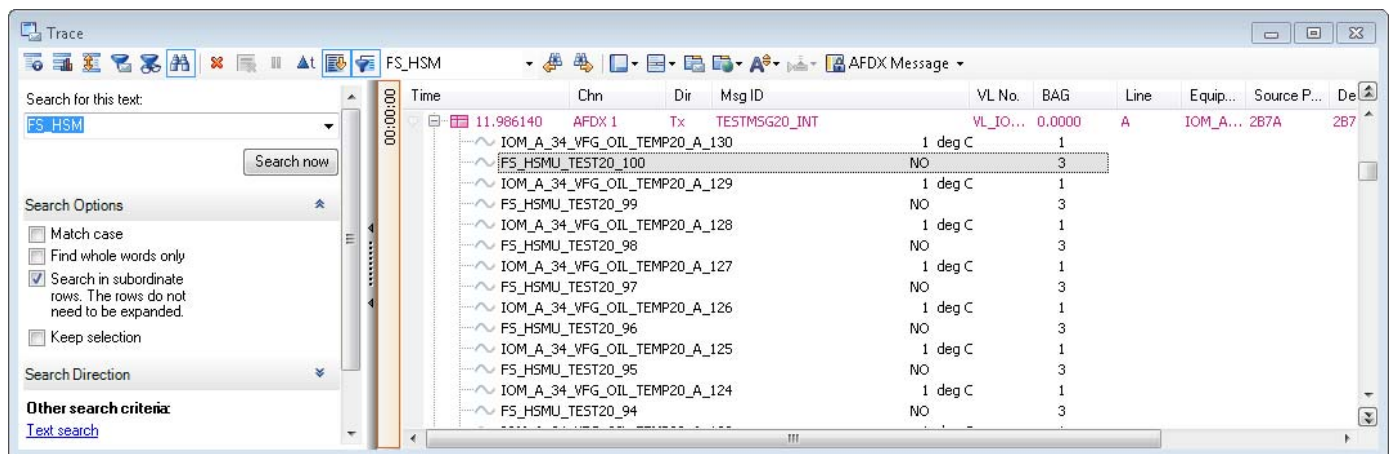 Trace
Δt FS_HSM AFDX Message
Search for this text:
FS_HSM
Search now
Search Options
Match case
Find whole words only
Search in subordinate
rows. The rows do not
need to be expanded.
Keep selection
Search Direction
Other search criteria:
Text search
00:00:00
Time Chn Dir Msg ID VL No. BAG Line Equip... Source P... De
11.986140 AFDX 1 Tx TESTMSG20_INT VL_IO... 0.0000 A IOM_A... 2B7A 2B7
IOM_A_34_VFG_OIL_TEMP20_A_130 1 deg C 1
FS_HSMU_TEST20_100 NO 3
IOM_A_34_VFG_OIL_TEMP20_A_129 1 deg C 1
FS_HSMU_TEST20_99 NO 3
IOM_A_34_VFG_OIL_TEMP20_A_128 1 deg C 1
FS_HSMU_TEST20_98 NO 3
IOM_A_34_VFG_OIL_TEMP20_A_127 1 deg C 1
FS_HSMU_TEST20_97 NO 3
IOM_A_34_VFG_OIL_TEMP20_A_126 1 deg C 1
FS_HSMU_TEST20_96 NO 3
IOM_A_34_VFG_OIL_TEMP20_A_125 1 deg C 1
FS_HSMU_TEST20_95 NO 3
IOM_A_34_VFG_OIL_TEMP20_A_124 1 deg C 1
FS_HSMU_TEST20_94 NO 3